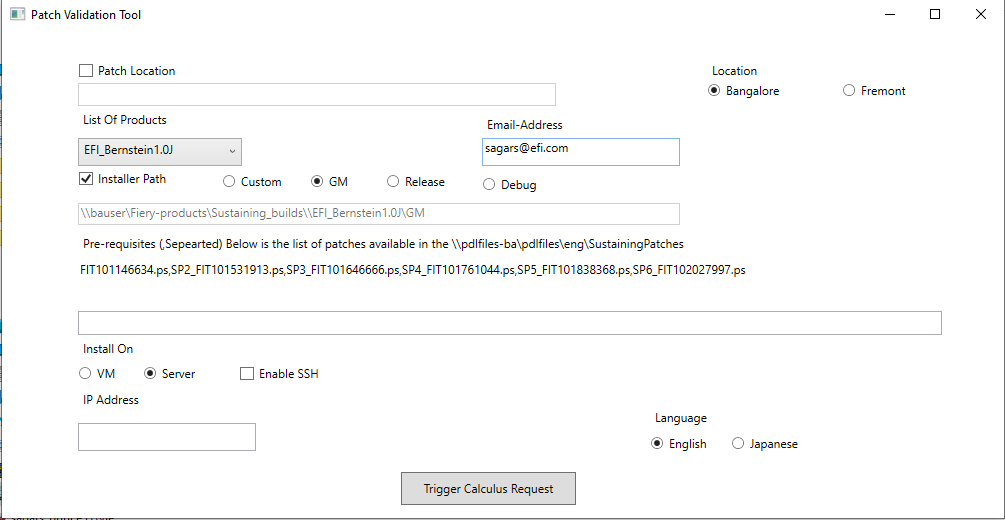 Patch Validation Tool
Patch Location
Location
Bangalore
Fremont
List Of Products
Email-Address
EFI_Bernstein1.0J
sagars@efi.com
Installer Path
Custom
GM
Release
Debug
\\bauser\Fiery-products\Sustaining_builds\\EFI_Bernstein1.0J\GM
Pre-requisites (,Sepearted) Below is the list of patches available in the \\pdlfiles-ba\pdlfiles\eng\SustainingPatches
FIT101146634.ps,SP2_FIT101531913.ps,SP3_FIT101646666.ps,SP4_FIT101761044.ps,SP5_FIT101838368.ps,SP6_FIT102027997.ps
Install On
VM
Server
Enable SSH
IP Address
Language
English
Japanese
Trigger Calculus Request